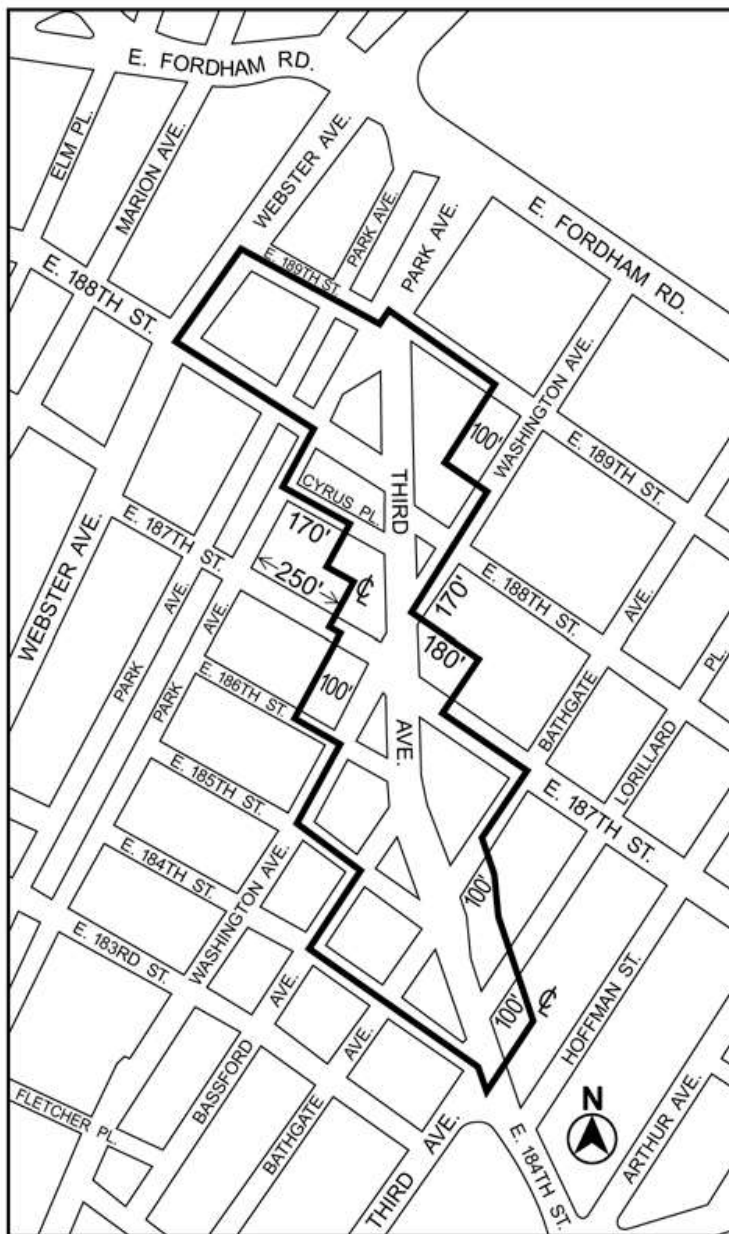 E. FORDHAM RD.
ELM PL.
MARION AVE.
WEBSTER AVE.
PARK AVE.
PARK AVE.
E. FORDHAM RD.
E. 188TH ST.
E. 189TH ST.
WASHINGTON AVE.
100'
E. 189TH ST.
THIRD
CYRUS PL.
170'
E. 187TH ST.
250'
℄
170'
E. 188TH ST.
WEBSTER AVE.
AVE.
AVE.
AVE.
PL.
180'
PARK
PARK
E. 186TH ST.
100'
BATHGATE
LORILLARD
AVE.
E. 185TH ST.
E. 187TH ST.
E. 184TH ST.
WASHINGTON AVE.
100'
E. 183RD ST.
AVE.
100'
℄
HOFFMAN ST.
AVE.
BASSFORD
FLETCHER PL.
BATHGATE
THIRD AVE.
E. 184TH ST.
N
ARTHUR AVE.